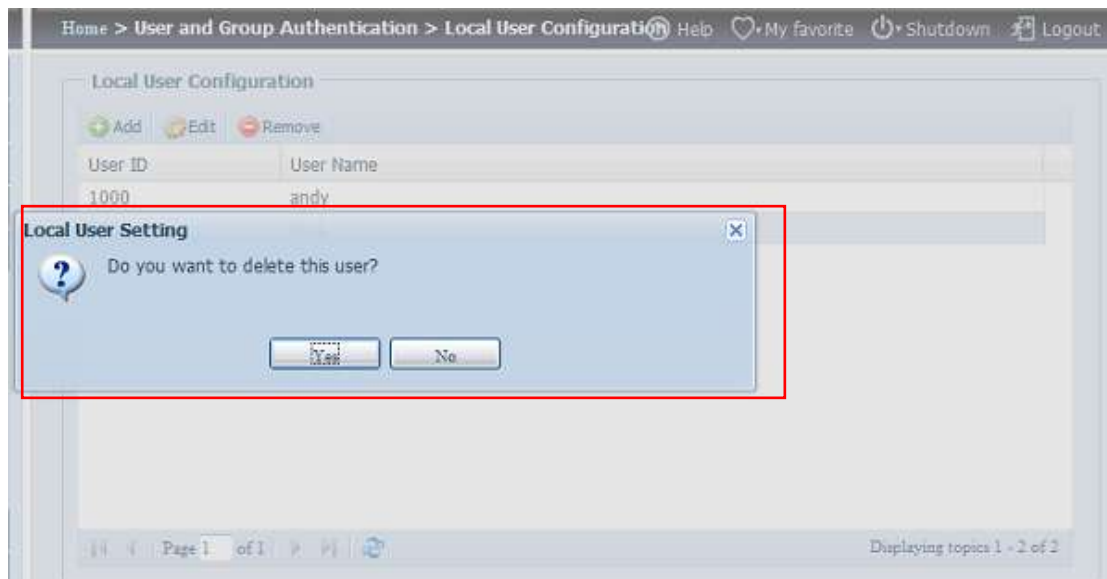 Home > User and Group Authentication > Local User Configuration Help My favorite Shutdown Logout
Local User Configuration
Add Edit Remove
User ID User Name
1000 andy
Local User Setting
Do you want to delete this user?
Yes No
Page 1 of 1 Displaying topics 1 - 2 of 2